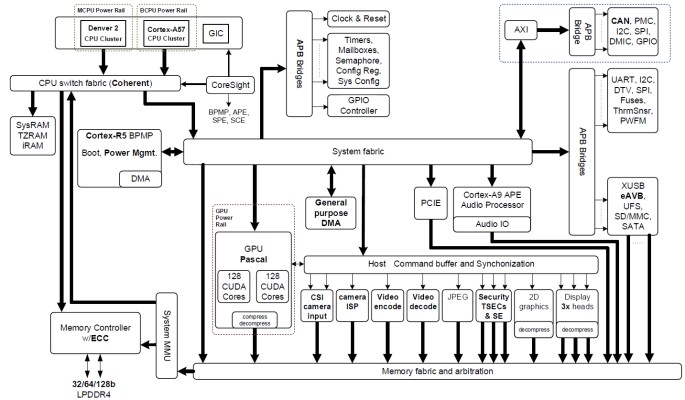 MCPU Power Rail
BCPU Power Rail
Denver 2
CPU Cluster
Cortex-A57
CPU Cluster
GIC
CPU switch fabric (Coherent)
CoreSight
BPMP, APE,
SPE, SCE
SysRAM
TZRAM
iRAM
Cortex-R5 BPMP
Boot, Power Mgmt.
DMA
APB Bridges
Clock & Reset
Timers,
Mailboxes,
Semaphore,
Config Reg,
Sys Config
GPIO
Controller
AXI
APB
Bridge
CAN, PMC,
I2C, SPI,
DMIC, GPIO
APB Bridges
UART, I2C,
DTV, SPI,
Fuses,
ThrmSnsr,
PWFM
XUSB
eAVB,
UFS,
SD/MMC,
SATA
System fabric
GPU
Power
Rail
GPU
Pascal
128
CUDA
Cores
128
CUDA
Cores
compress
decompress
General
purpose
DMA
PCIE
Cortex-A9 APE
Audio Processor
Audio IO
Host Command buffer and Synchonization
CSI
camera
input
camera
ISP
Video
encode
Video
decode
JPEG
Security
TSECs
& SE
2D
graphics
decompress
Display
3x heads
decompress
Memory Controller
w/ECC
System MMU
Memory fabric and arbitration
32/64/128b
LPDDR4